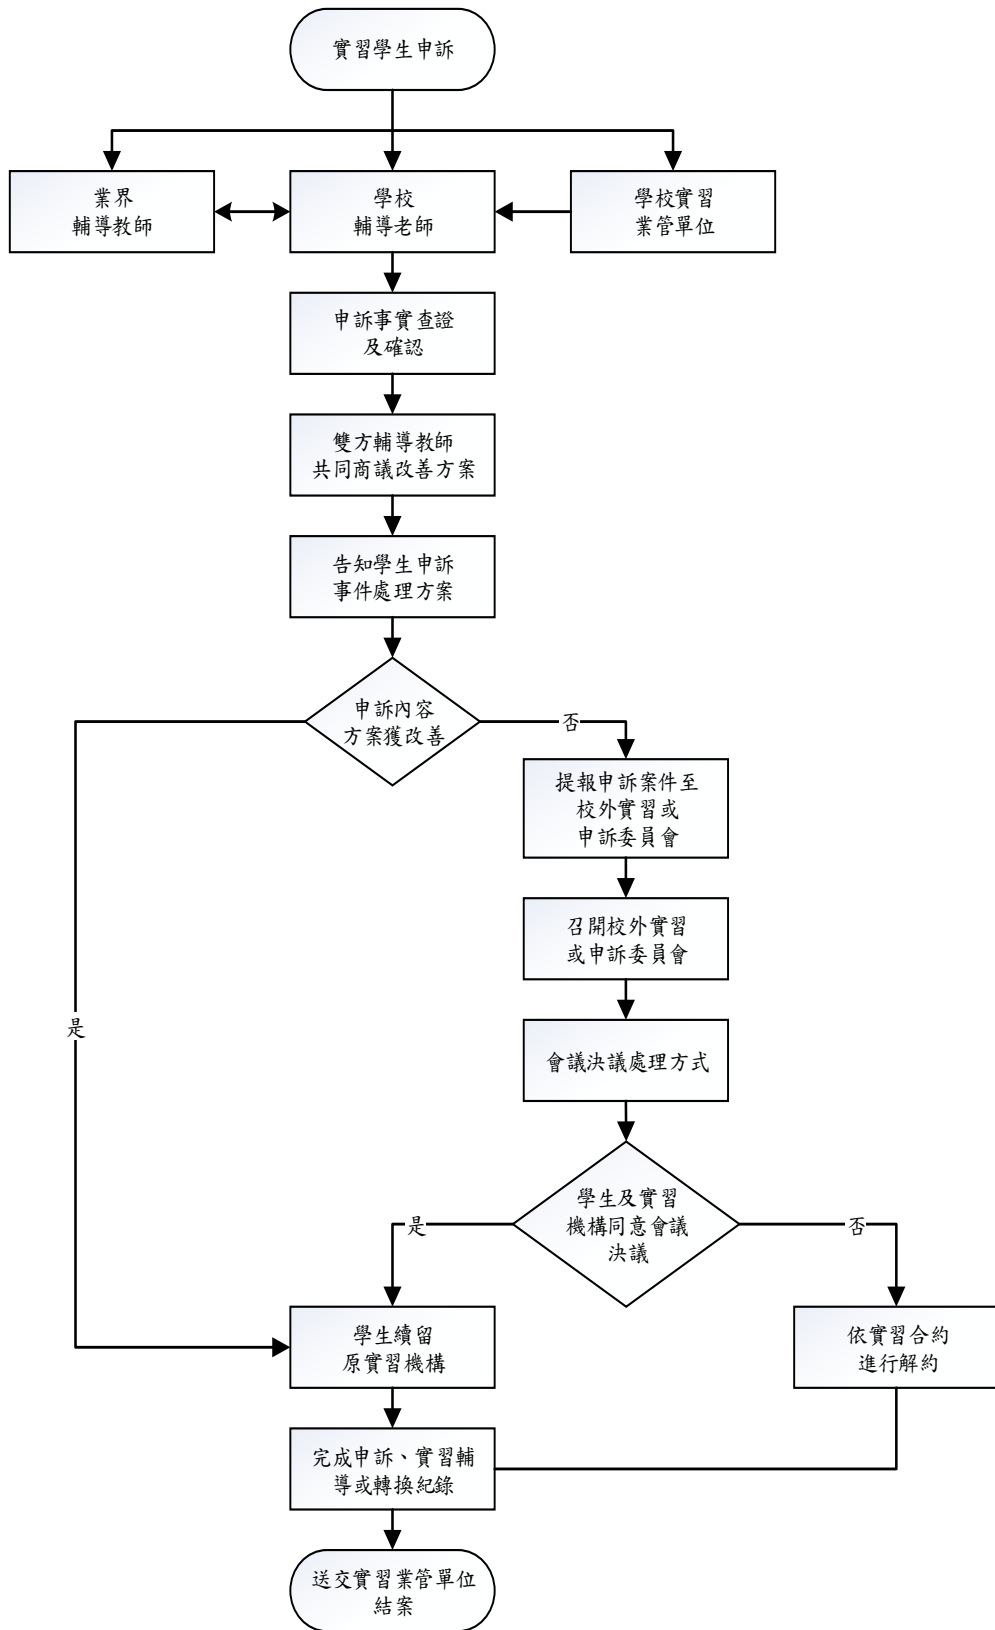 實習學生申訴
業界
輔導教師
學校
輔導老師
學校實習
業管單位
申訴事實查證
及確認
雙方輔導教師
共同商議改善方案
告知學生申訴
事件處理方案
申訴內容
方案獲改善
否
提報申訴案件至
校外實習或
申訴委員會
召開校外實習
或申訴委員會
是
會議決議處理方式
學生及實習
機構同意會議
決議
是
否
學生續留
原實習機構
依實習合約
進行解約
完成申訴、實習輔
導或轉換紀錄
送交實習業管單位
結案